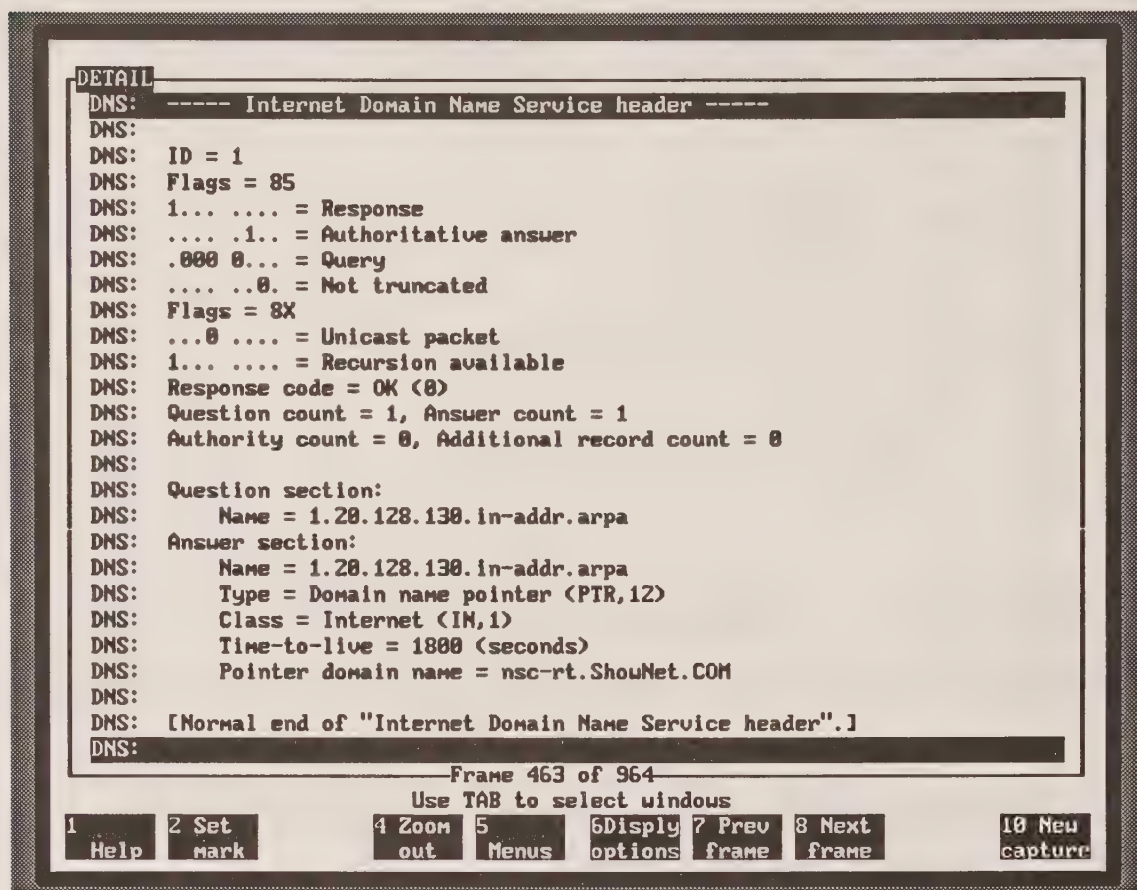 DETAIL
DNS: ----- Internet Domain Name Service header -----
DNS:
DNS: ID = 1
DNS: Flags = 85
DNS: 1... .... = Response
DNS: .... .1.. = Authoritative answer
DNS: .000 0... = Query
DNS: .... ..0. = Not truncated
DNS: Flags = 8X
DNS: ...0 .... = Unicast packet
DNS: 1... .... = Recursion available
DNS: Response code = OK (0)
DNS: Question count = 1, Answer count = 1
DNS: Authority count = 0, Additional record count = 0
DNS:
DNS: Question section:
DNS: Name = 1.20.128.130.in-addr.arpa
DNS: Answer section:
DNS: Name = 1.20.128.130.in-addr.arpa
DNS: Type = Domain name pointer (PTR,12)
DNS: Class = Internet (IN,1)
DNS: Time-to-live = 1800 (seconds)
DNS: Pointer domain name = nsc-rt.ShowNet.COM
DNS:
DNS: [Normal end of "Internet Domain Name Service header".]
DNS:
Frame 463 of 964
Use TAB to select windows
1 Help 2 Set mark 4 Zoom out 5 Menus 6Disply options 7 Prev frame 8 Next frame 10 New capture